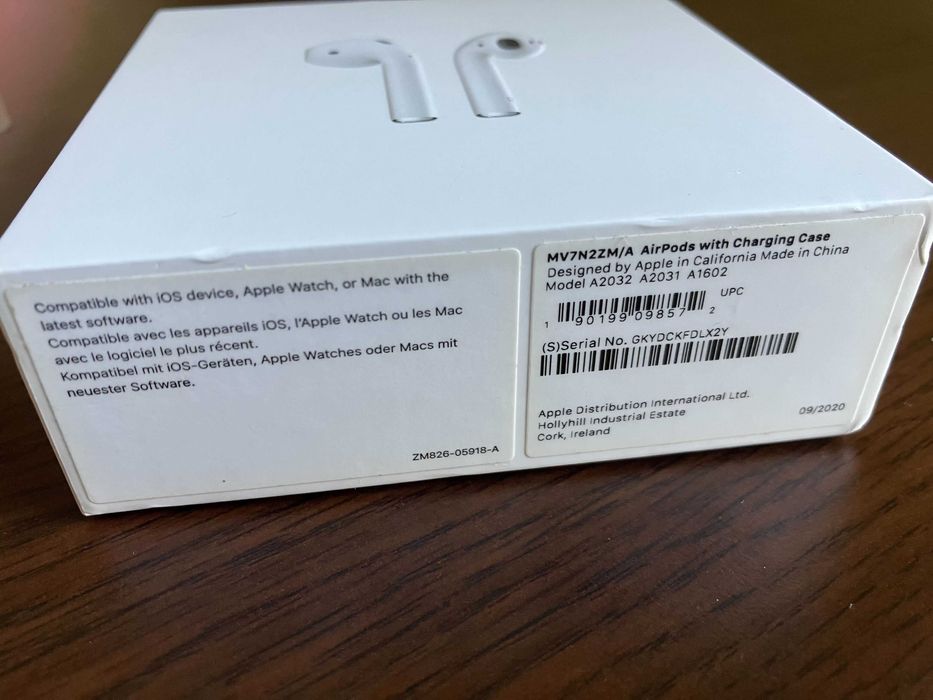 Compatible with iOS device, Apple Watch, or Mac with the
latest software.
Compatible avec les appareils iOS, l'Apple Watch ou les Mac
avec le logiciel le plus récent.
Kompatibel mit iOS-Geräten, Apple Watches oder Macs mit
neuester Software.
ZM826-05918-A
MV7N2ZM/A AirPods with Charging Case
Designed by Apple in California Made in China
Model A2032 A2031 A1602
UPC
1 90199 09857 2
(S)Serial No. GKYDCKFDLX2Y
Apple Distribution International Ltd.
Hollyhill Industrial Estate
Cork, Ireland
09/2020